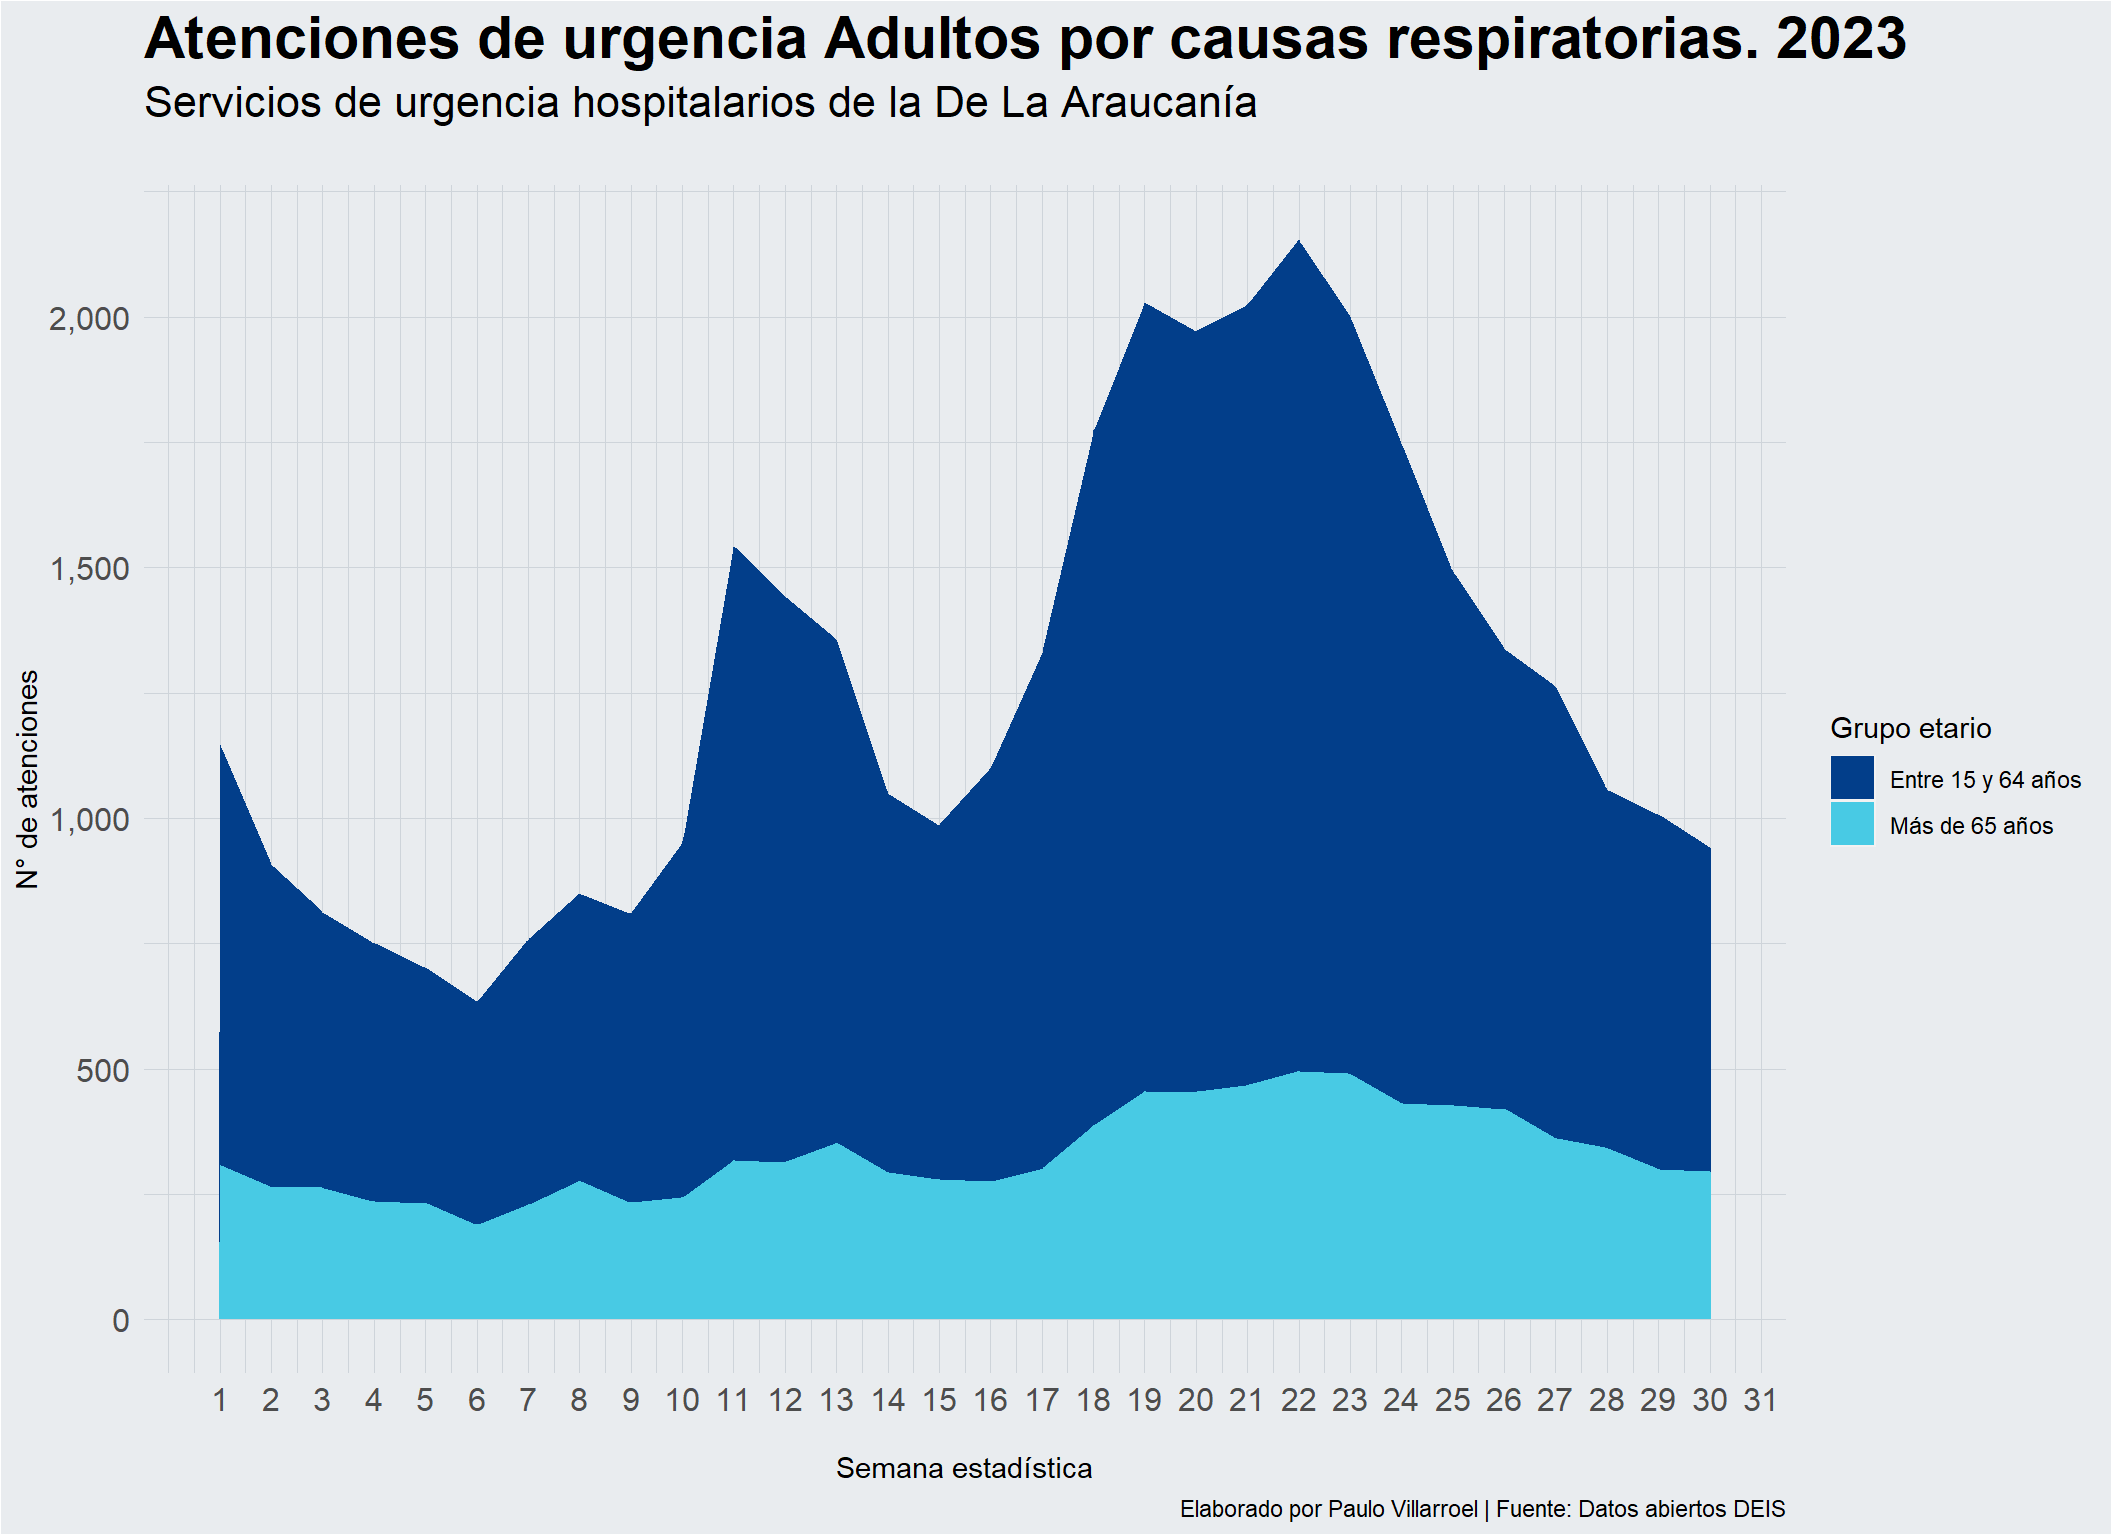 Atenciones de urgencia Adultos por causas respiratorias. 2023
Servicios de urgencia hospitalarios de la De La Araucanía
N° de atenciones
2,000
1,500
1,000
500
0
1 2 3 4 5 6 7 8 9 10 11 12 13 14 15 16 17 18 19 20 21 22 23 24 25 26 27 28 29 30 31
Semana estadística
Grupo etario
Entre 15 y 64 años
Más de 65 años
Elaborado por Paulo Villarroel | Fuente: Datos abiertos DEIS